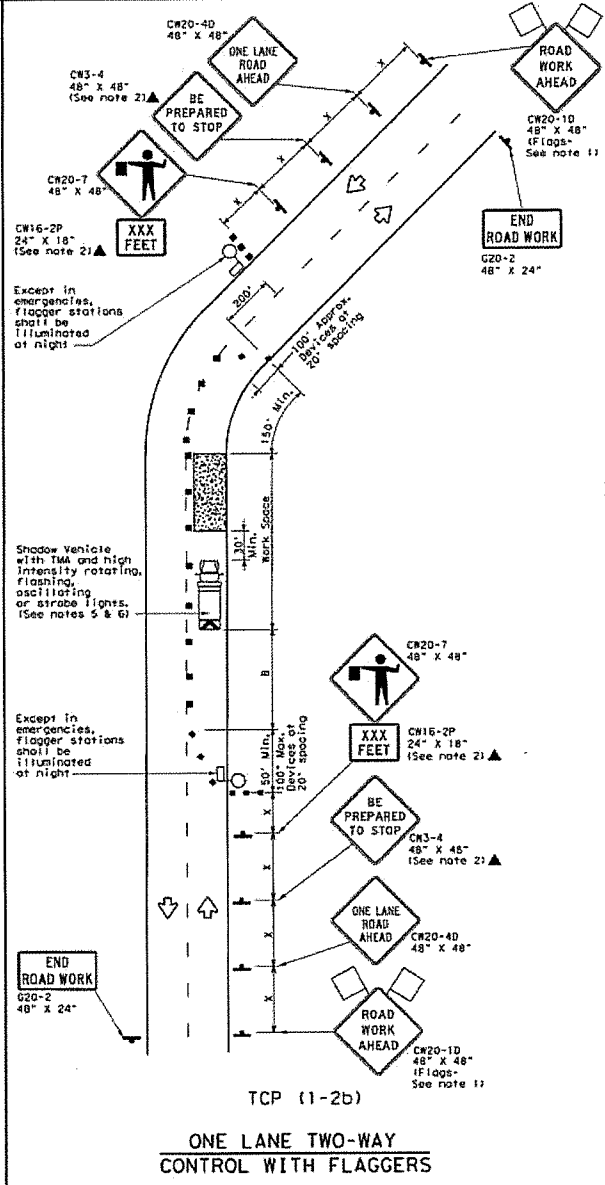 CW20-4D
48" X 48"
ONE LANE
ROAD
AHEAD
CW3-4
48" X 48"
(See note 2)▲
BE
PREPARED
TO STOP
CW20-7
48" X 48"
CW16-2P
24" X 18"
(See note 2)▲
XXX
FEET
X
X
X
ROAD
WORK
AHEAD
CW20-1D
48" X 48"
(Flags-
See note 1)
END
ROAD WORK
G20-2
48" X 24"
Except in
emergencies,
flagger stations
shall be
illuminated
at night
200'
100' Approx.
Devices at
20' spacing
150' Min.
Work Space
30'
Min.
Shadow Vehicle
with TMA and high
intensity rotating,
flashing,
oscillating
or strobe lights.
(See notes 5 & 6)
B
CW20-7
48" X 48"
XXX
FEET
CW16-2P
24" X 18"
(See note 2)▲
Except in
emergencies,
flagger stations
shall be
illuminated
at night
50' Min.
100' Max.
Devices at
20' spacing
X
BE
PREPARED
TO STOP
CW3-4
48" X 48"
(See note 2)▲
X
ONE LANE
ROAD
AHEAD
CW20-4D
48" X 48"
X
X
END
ROAD WORK
G20-2
48" X 24"
ROAD
WORK
AHEAD
CW20-1D
48" X 48"
(Flags-
See note 1)
TCP (1-2b)
ONE LANE TWO-WAY
CONTROL WITH FLAGGERS